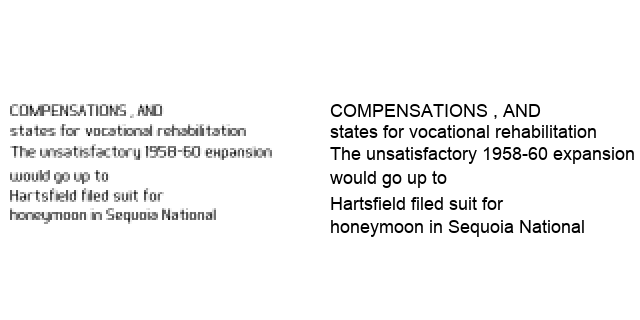 COMPENSATIONS , AND
states for vocational rehabilitation
The unsatisfactory 1958-60 expansion
would go up to
Hartsfield filed suit for
honeymoon in Sequoia National
COMPENSATIONS , AND
states for vocational rehabilitation
The unsatisfactory 1958-60 expansion
would go up to
Hartsfield filed suit for
honeymoon in Sequoia National